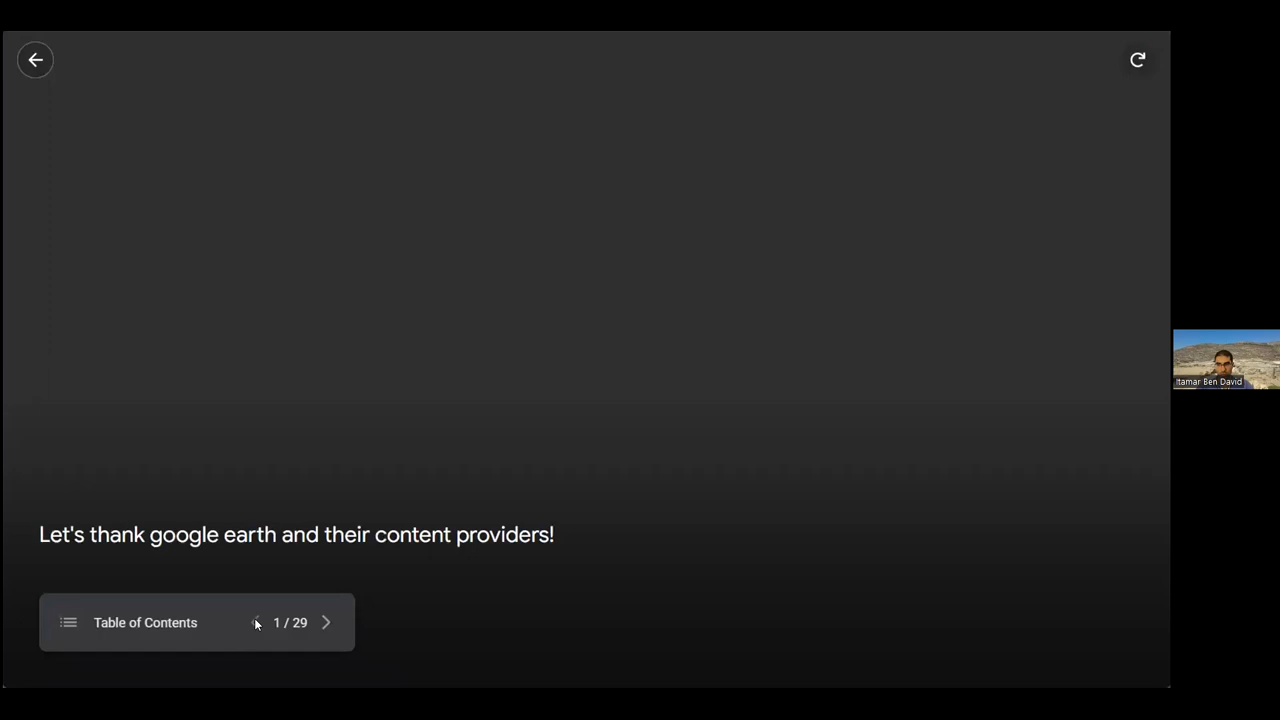 Let's thank google earth and their content providers!
Table of Contents
1 / 29
Itamar Ben David